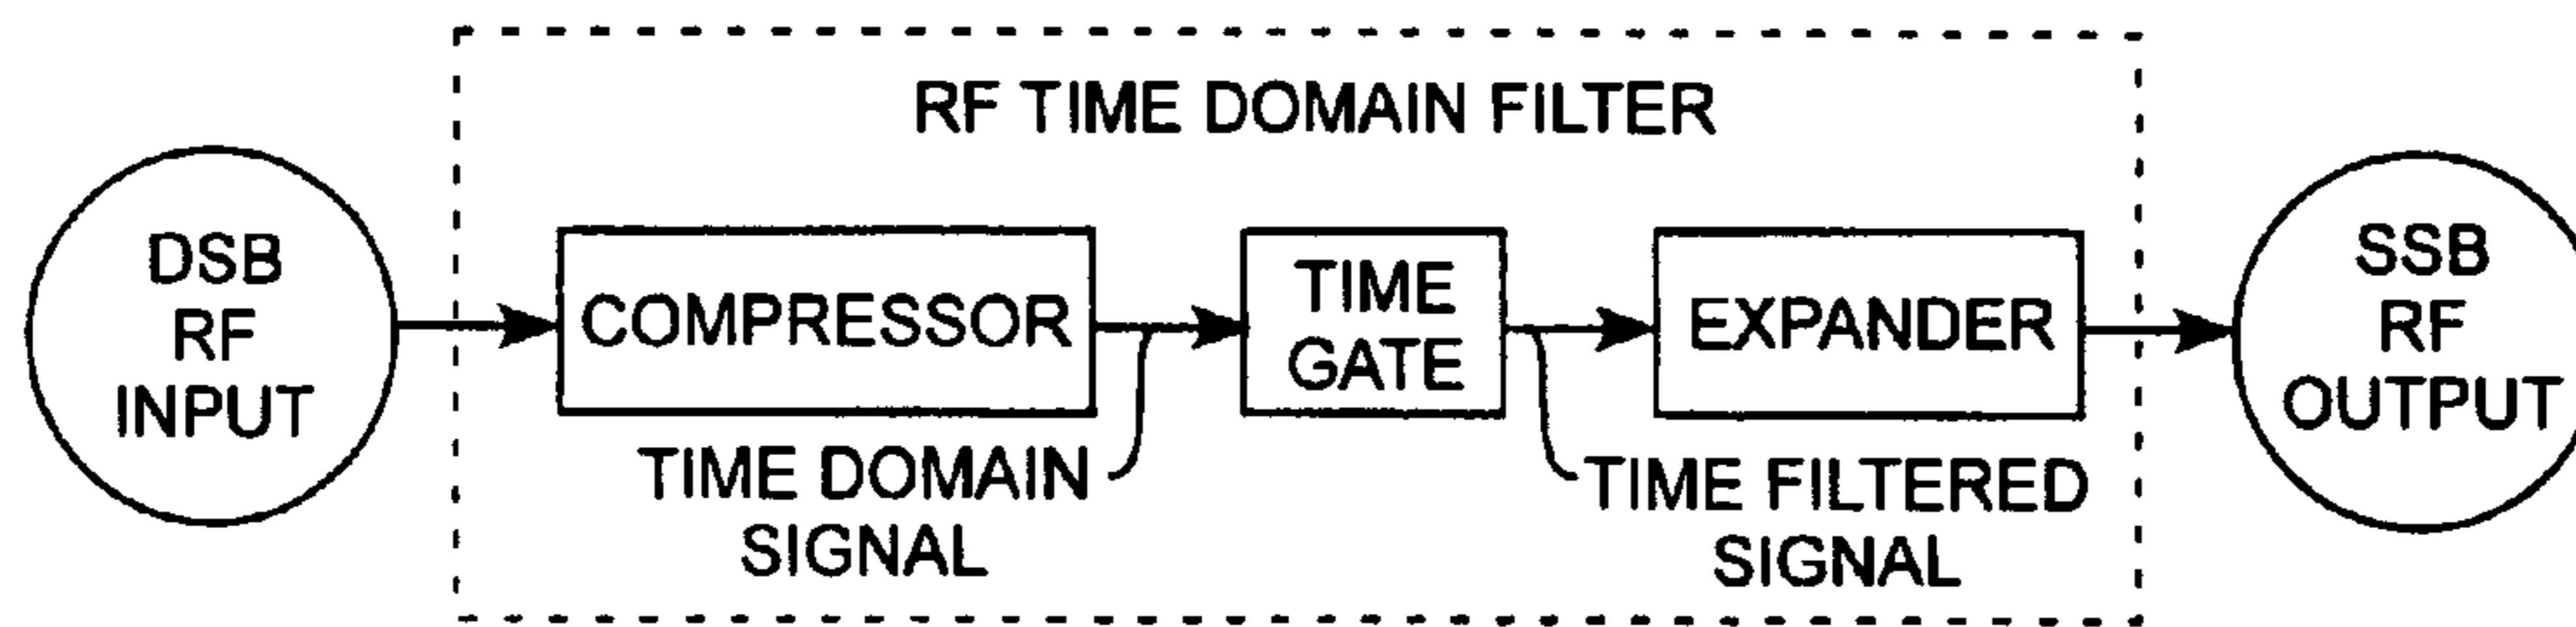 RF TIME DOMAIN FILTER
DSB
RF
INPUT
COMPRESSOR
TIME DOMAIN
SIGNAL
TIME
GATE
TIME FILTERED
SIGNAL
EXPANDER
SSB
RF
OUTPUT